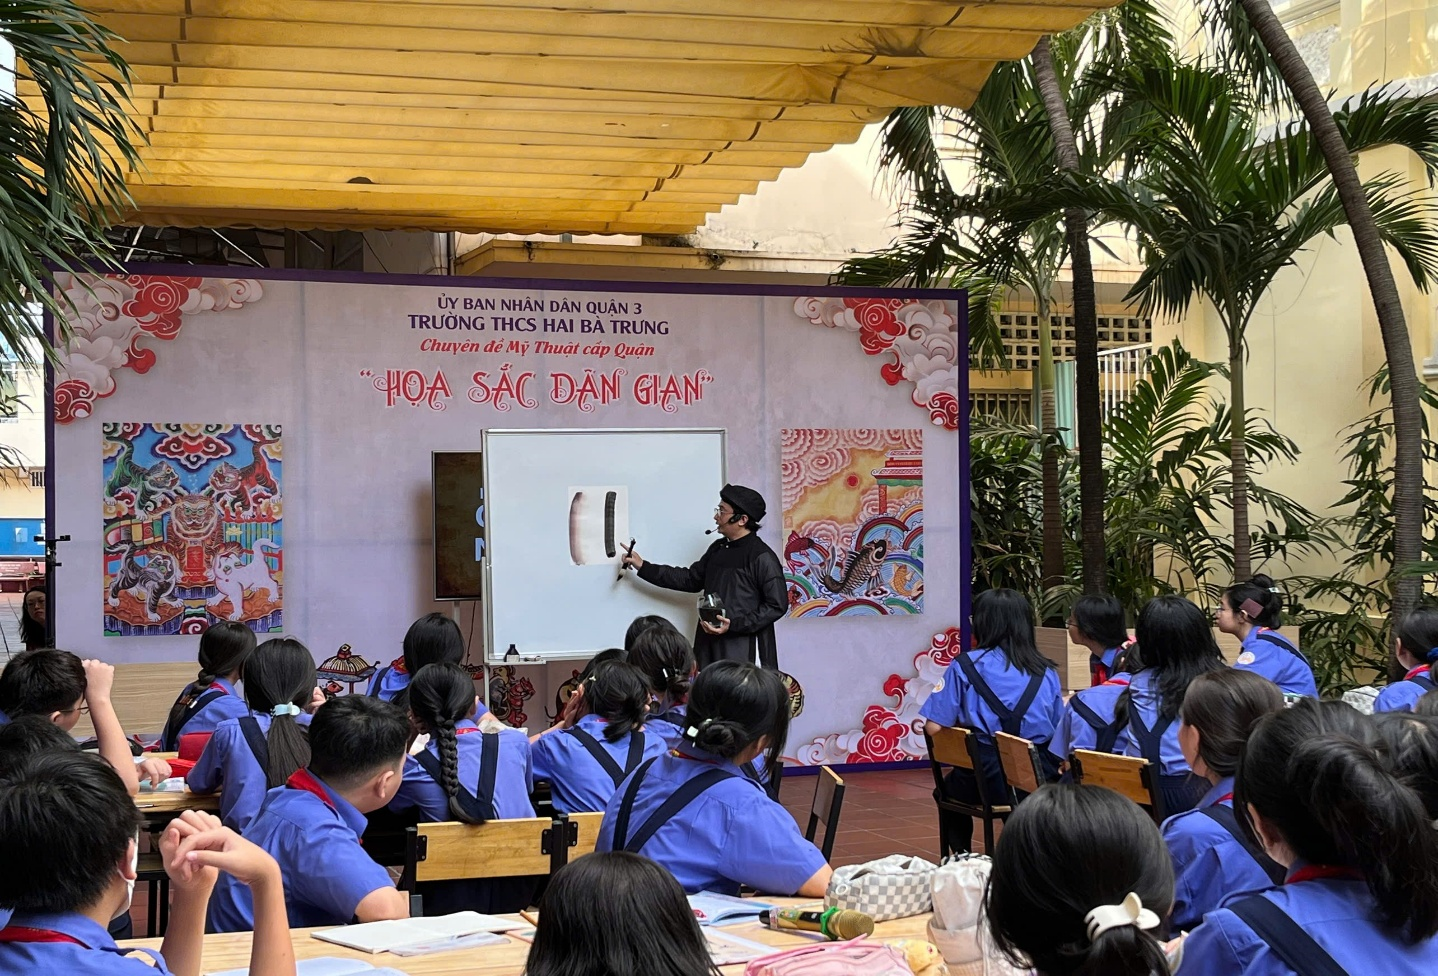 ỦY BAN NHÂN DÂN QUẬN 3
TRƯỜNG THCS HAI BÀ TRƯNG
Chuyên đề Mỹ Thuật cấp Quận
“HỌA SẮC DÂN GIAN”